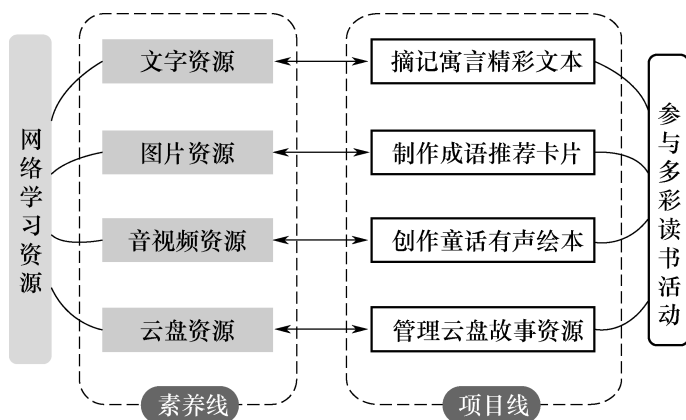 网络学习资源
文字资源
摘记寓言精彩文本
图片资源
制作成语推荐卡片
音视频资源
创作童话有声绘本
云盘资源
管理云盘故事资源
参与多彩读书活动
素养线
项目线